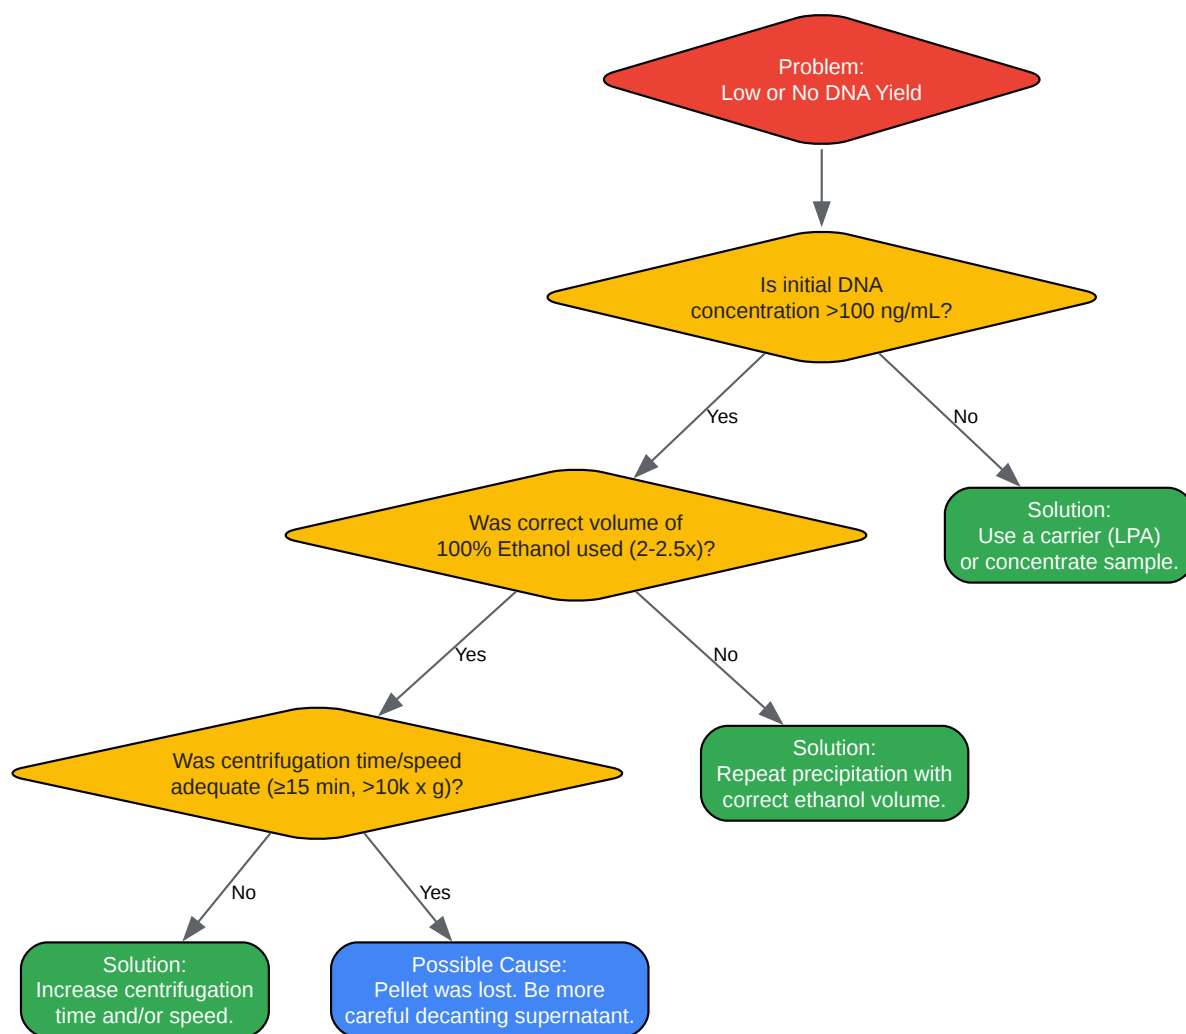 Problem:
Low or No DNA Yield
Is initial DNA
concentration >100 ng/mL?
Yes
No
Was correct volume of
100% Ethanol used (2-2.5x)?
Solution:
Use a carrier (LPA)
or concentrate sample.
Yes
No
Was centrifugation time/speed
adequate (≥15 min, >10k x g)?
Solution:
Repeat precipitation with
correct ethanol volume.
No
Yes
Solution:
Increase centrifugation
time and/or speed.
Possible Cause:
Pellet was lost. Be more
careful decanting supernatant.